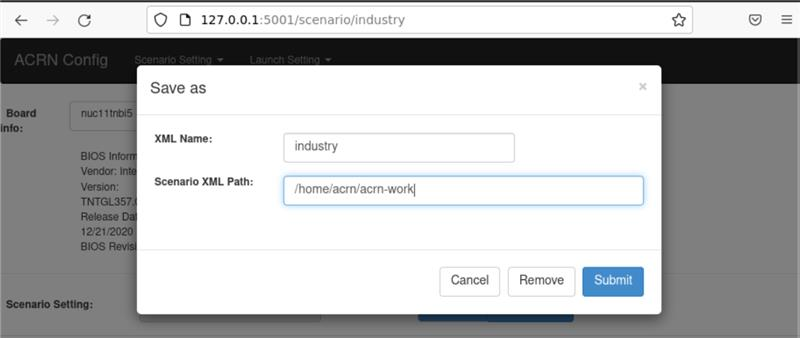 127.0.0.1:5001/scenario/industry
ACRN Config Scenario Setting Launch Setting
Save as ×
Board info: nuc11tnbi5
XML Name: industry
BIOS Inform
Scenario XML Path: /home/acrn/acrn-work
Vendor: Inte
Version:
TNTGL357.
Release Dat
12/21/2020
BIOS Revisi
Cancel Remove Submit
Scenario Setting: